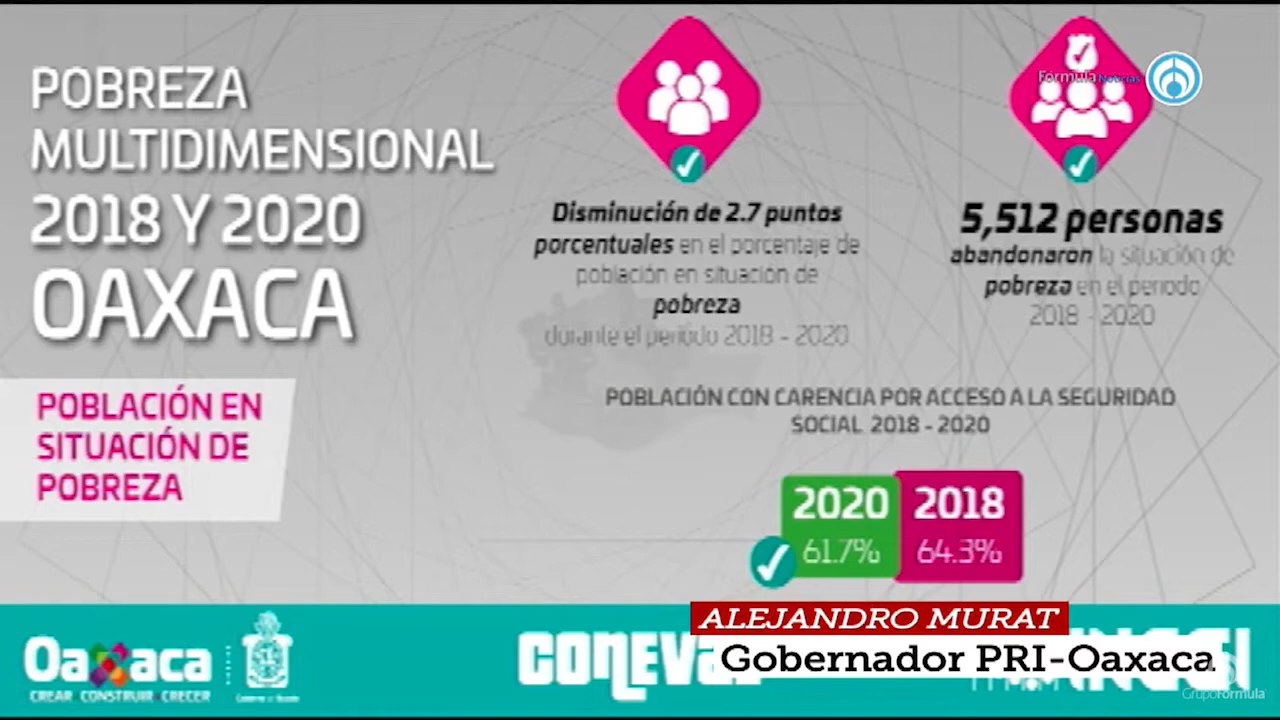 POBREZA
MULTIDIMENSIONAL
2018 Y 2020
OAXACA
POBLACIÓN EN
SITUACIÓN DE
POBREZA
Disminución de 2.7 puntos
porcentuales en el porcentaje de
población en situación de
pobreza
durante el periodo 2018 - 2020
Fórmula Noticias
5,512 personas
abandonaron la situación de
pobreza en el periodo
2018 - 2020
POBLACIÓN CON CARENCIA POR ACCESO A LA SEGURIDAD
SOCIAL 2018 - 2020
2020 2018
61.7% 64.3%
Oaxaca
CREAR CONSTRUIR CRECER
ALEJANDRO MURAT
Gobernador PRI-Oaxaca
GrupoFórmula